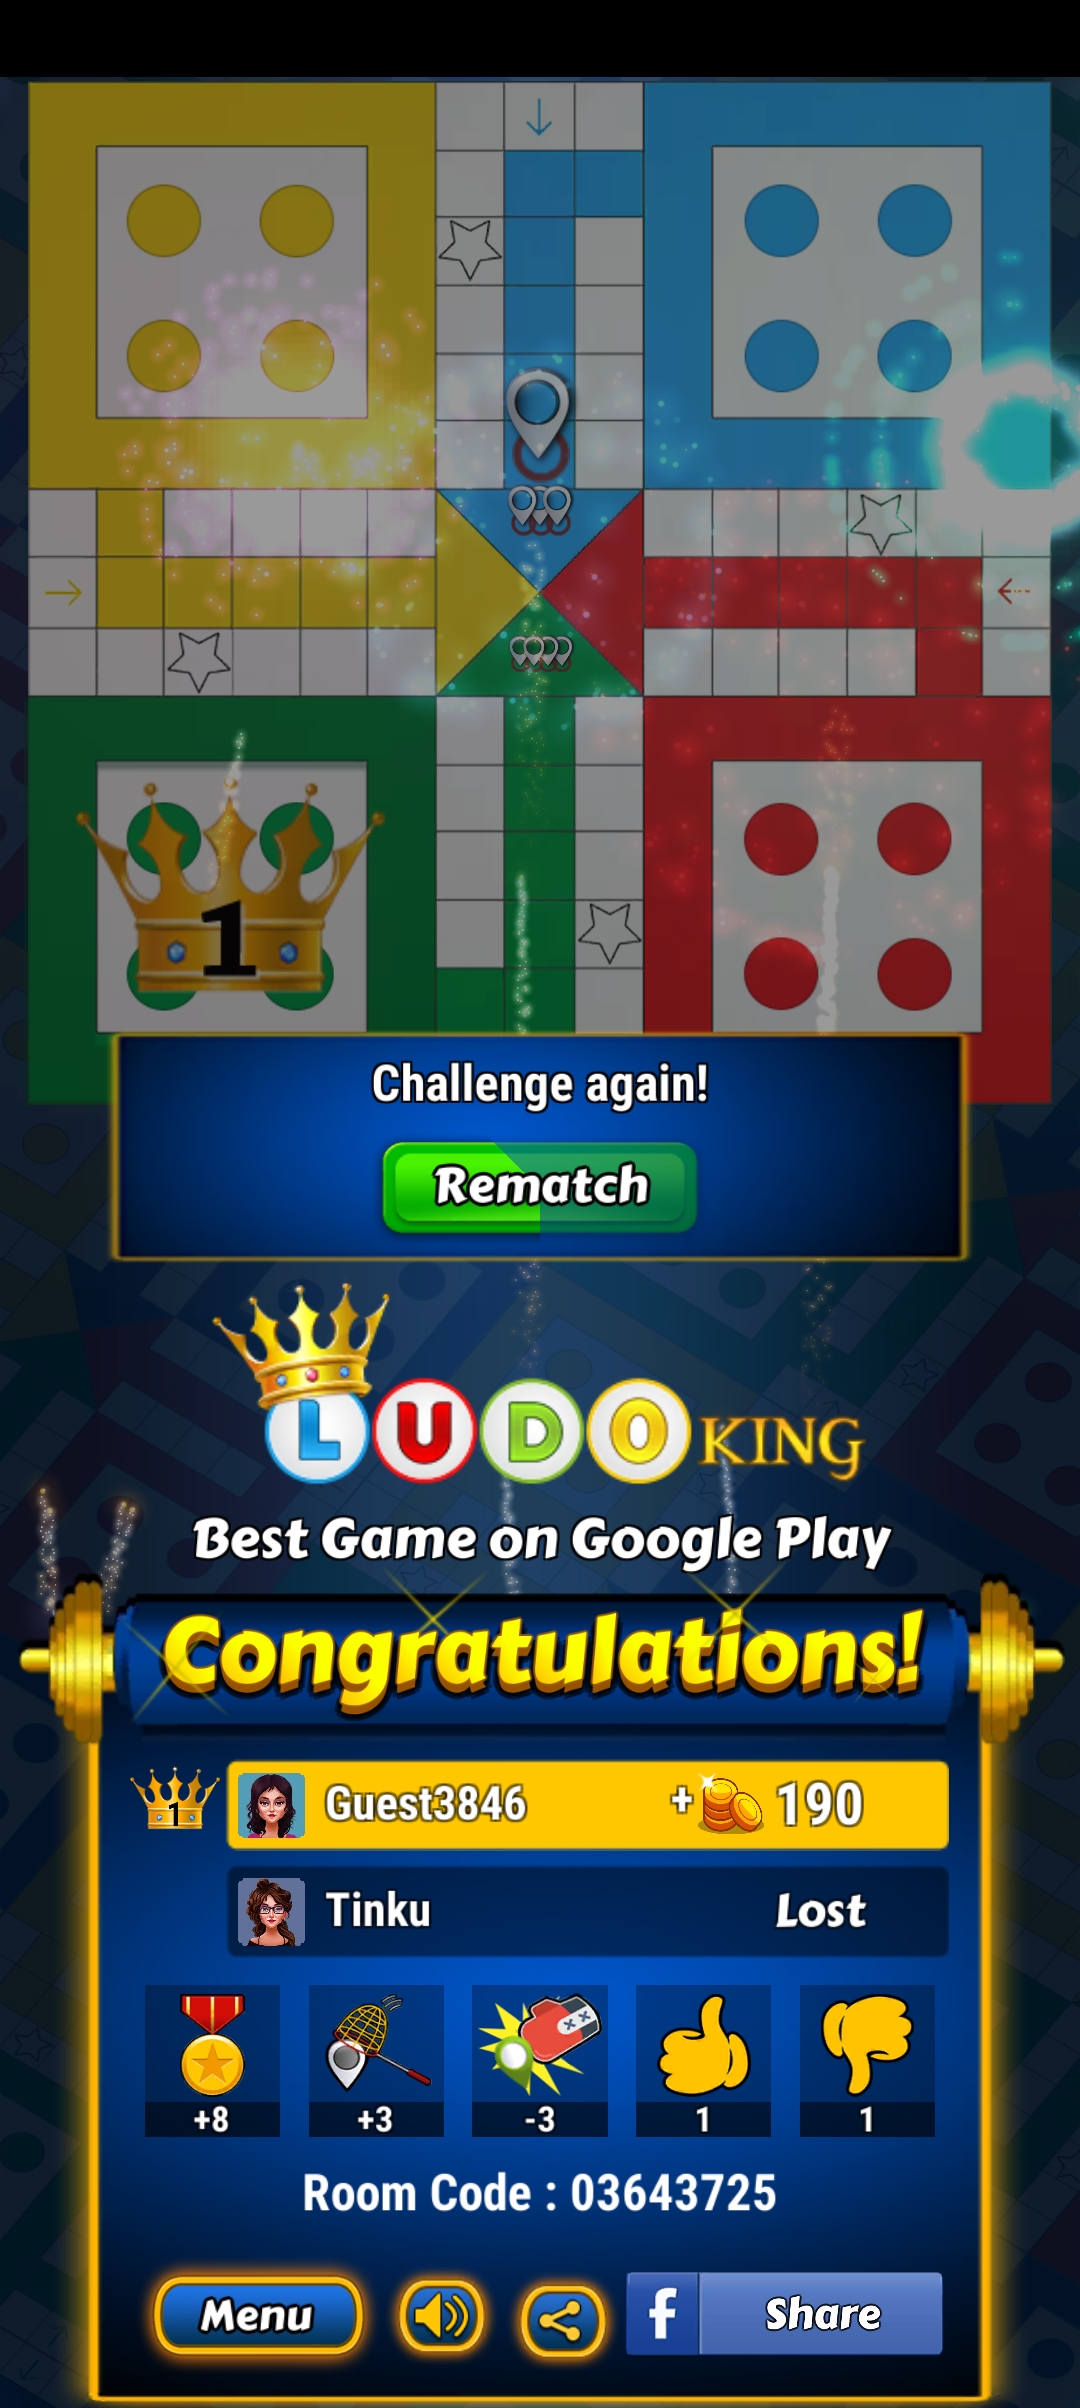 1
Challenge again!
Rematch
LUDO KING
Best Game on Google Play
Congratulations!
1 Guest3846 + 190
Tinku Lost
+8 +3 -3 1 1
Room Code : 03643725
Menu f Share